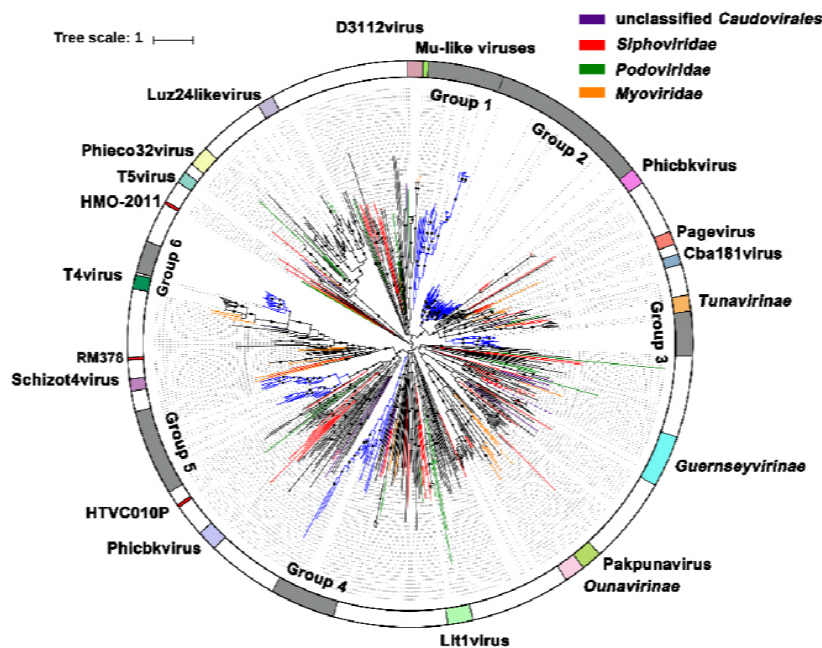 Tree scale: 1
unclassified Caudovirales
Siphoviridae
Podoviridae
Myoviridae
D3112virus
Mu-like viruses
Luz24likevirus
Group 1
Group 2
Phieco32virus
Phicbkvirus
T5virus
HMO-2011
Pagevirus
Cba181virus
Group 6
T4virus
Tunavirinae
Group 3
RM378
Schizot4virus
Group 5
Guernseyvirinae
HTVC010P
Phicbkvirus
Pakpunavirus
Group 4
Ounavirinae
Lit1virus